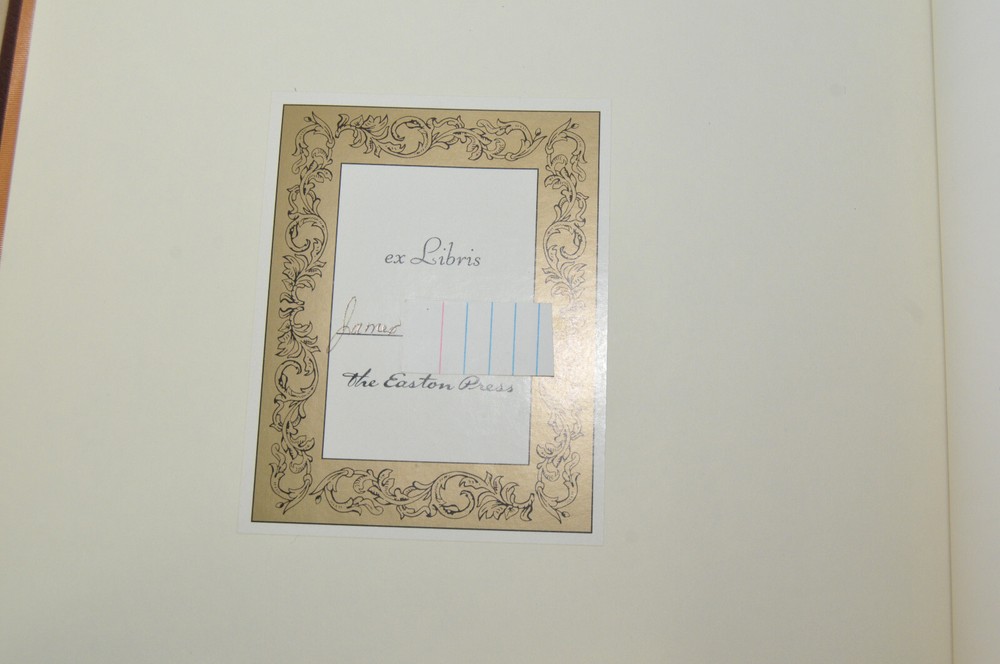 ex Libris
James
the Easton Press